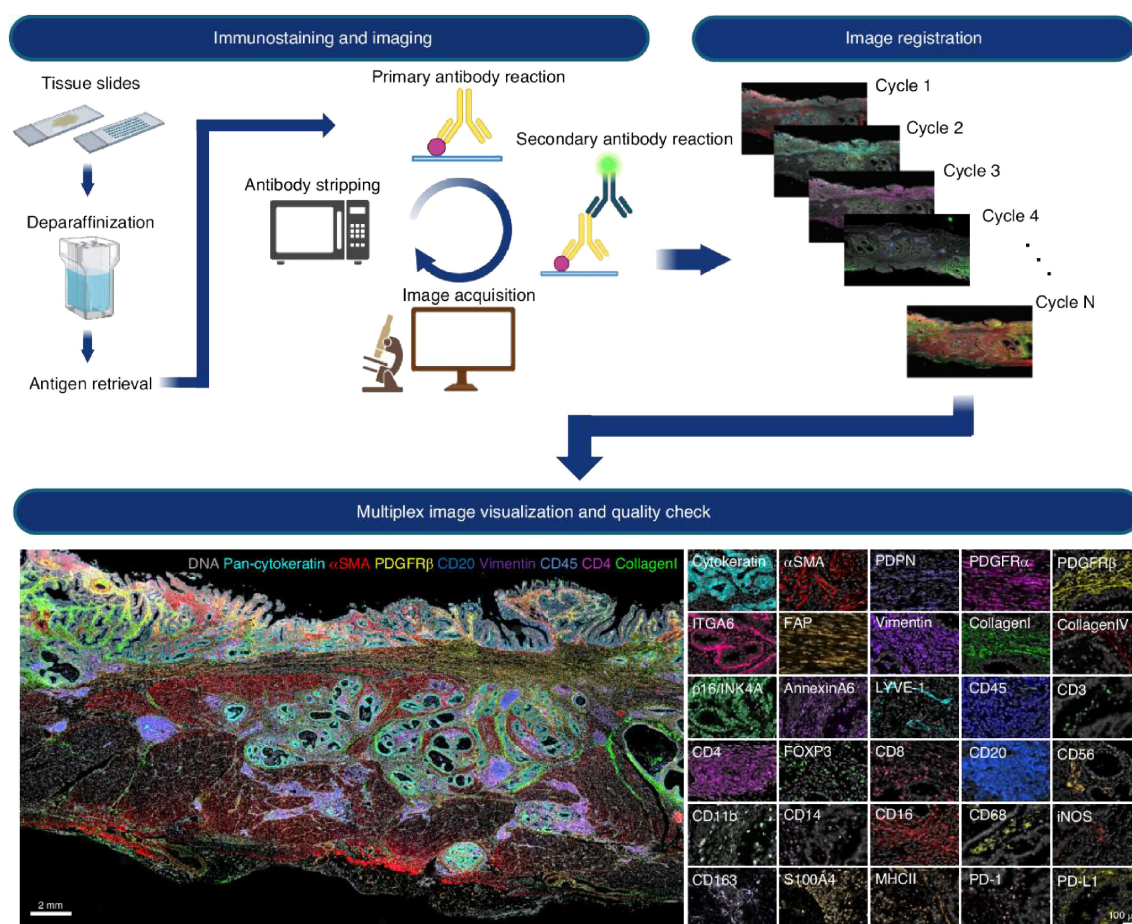 Immunostaining and imaging
Image registration
Tissue slides
Deparaffinization
Antigen retrieval
Primary antibody reaction
Secondary antibody reaction
Antibody stripping
Image acquisition
Cycle 1
Cycle 2
Cycle 3
Cycle 4
Cycle N
Multiplex image visualization and quality check
DNA Pan-cytokeratin αSMA PDGFRβ CD20 Vimentin CD45 CD4 CollagenI
2 mm
Cytokeratin αSMA PDPN PDGFRα PDGFRβ
ITGA6 FAP Vimentin CollagenI CollagenIV
p16/INK4A AnnexinA6 LYVE-1 CD45 CD3
CD4 FOXP3 CD8 CD20 CD56
CD11b CD14 CD16 CD68 iNOS
CD163 S100A4 MHCII PD-1 PD-L1
100